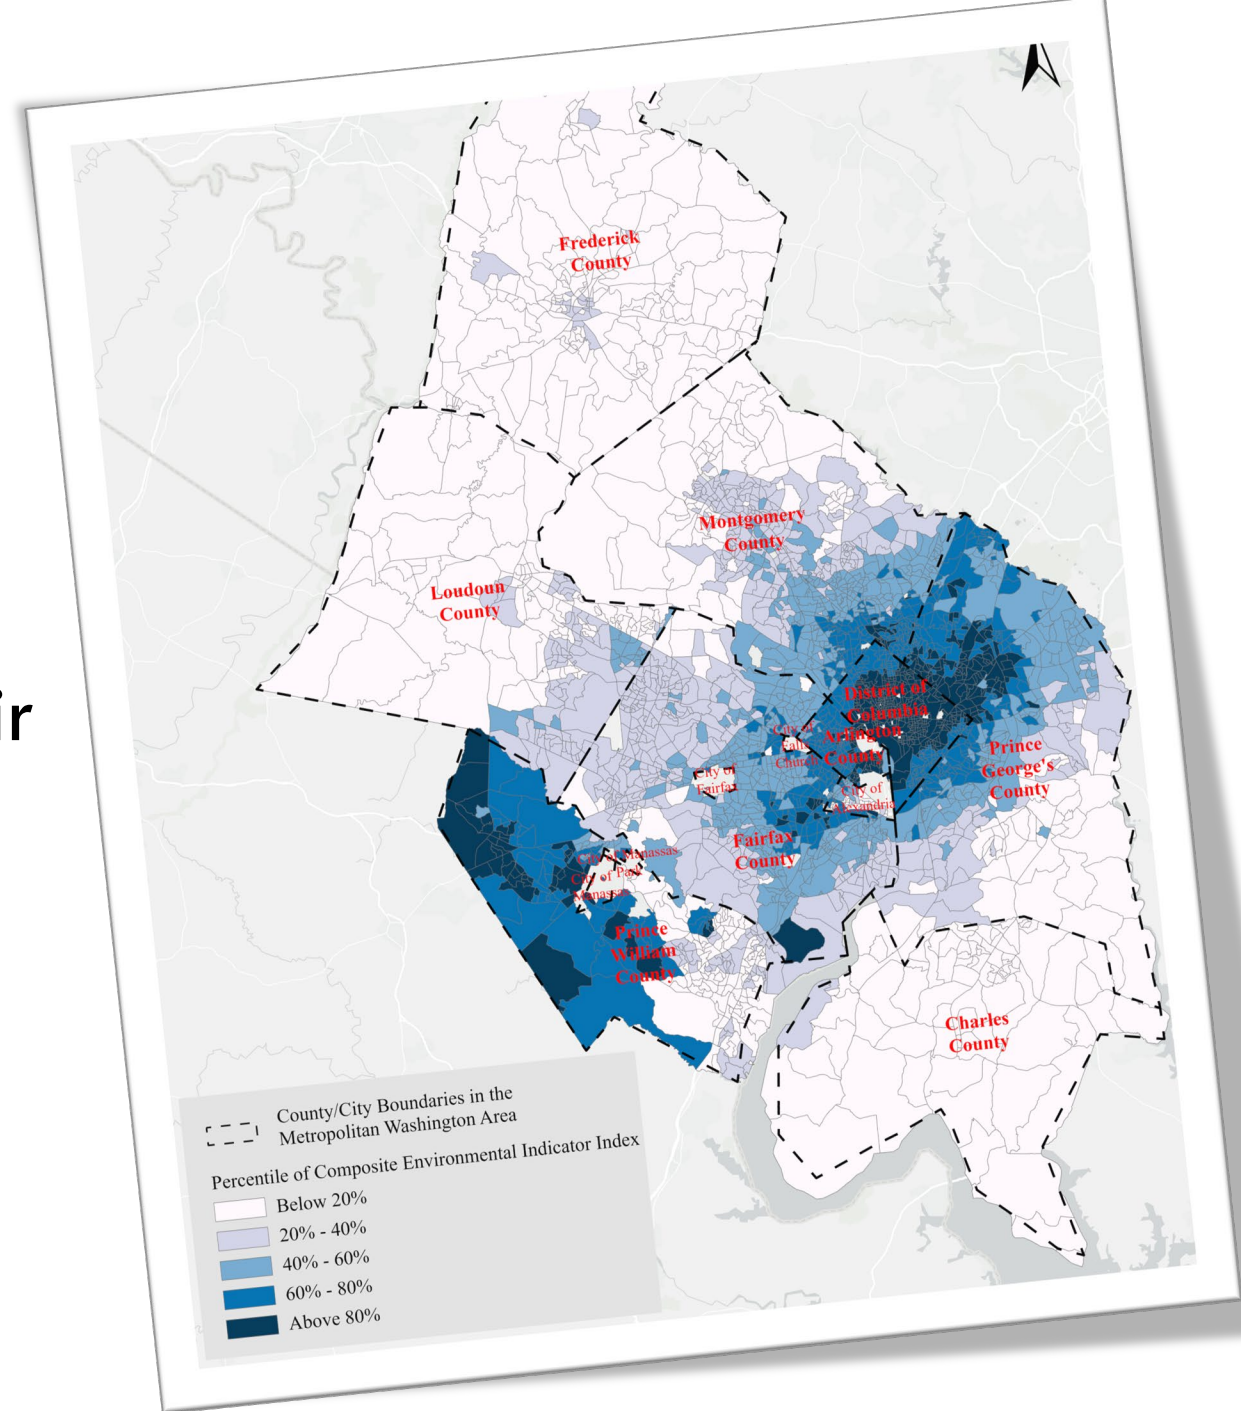 ir
Frederick
County
Montgomery
County
Loudoun
County
District of
Columbia
City of
Falls
Church
Arlington
County
Prince
George's
County
City of
Fairfax
City of
Alexandria
Fairfax
County
City of Manassas
City of Park
Manassas
Prince
William
County
Charles
County
County/City Boundaries in the
Metropolitan Washington Area
Percentile of Composite Environmental Indicator Index
Below 20%
20% - 40%
40% - 60%
60% - 80%
Above 80%